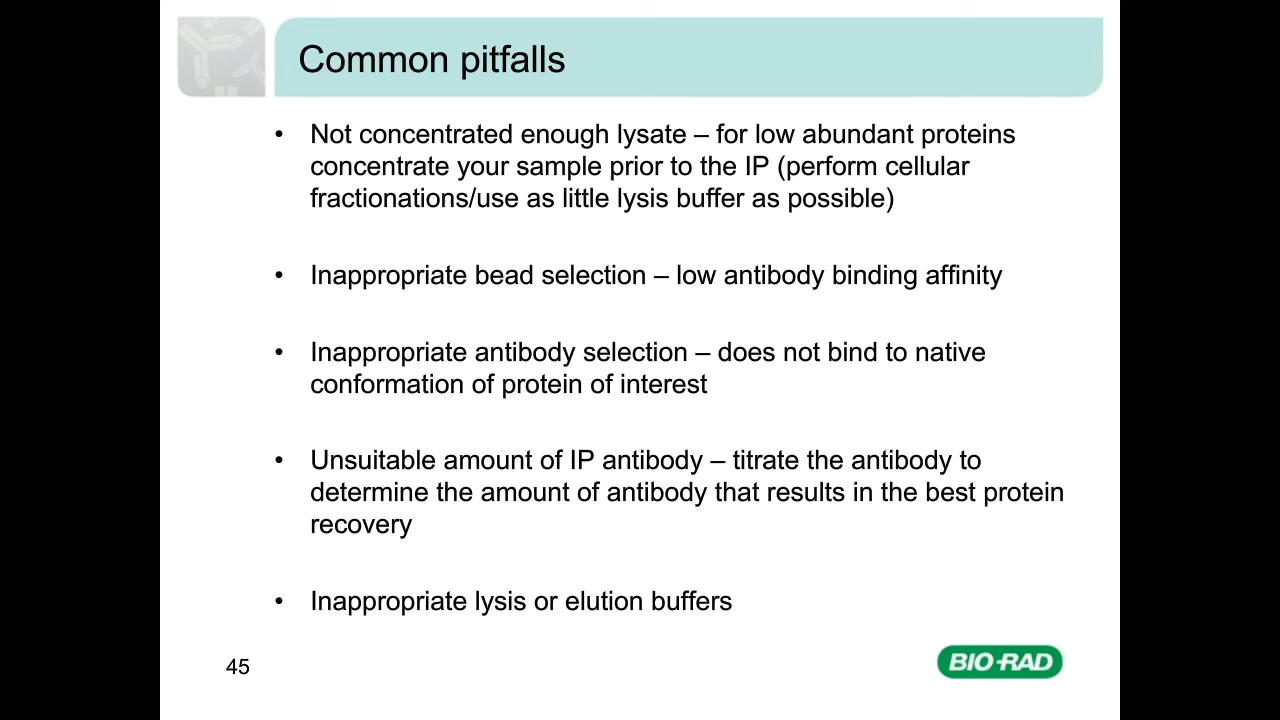 Common pitfalls
• Not concentrated enough lysate – for low abundant proteins
concentrate your sample prior to the IP (perform cellular
fractionations/use as little lysis buffer as possible)
• Inappropriate bead selection – low antibody binding affinity
• Inappropriate antibody selection – does not bind to native
conformation of protein of interest
• Unsuitable amount of IP antibody – titrate the antibody to
determine the amount of antibody that results in the best protein
recovery
• Inappropriate lysis or elution buffers
45
BIO-RAD